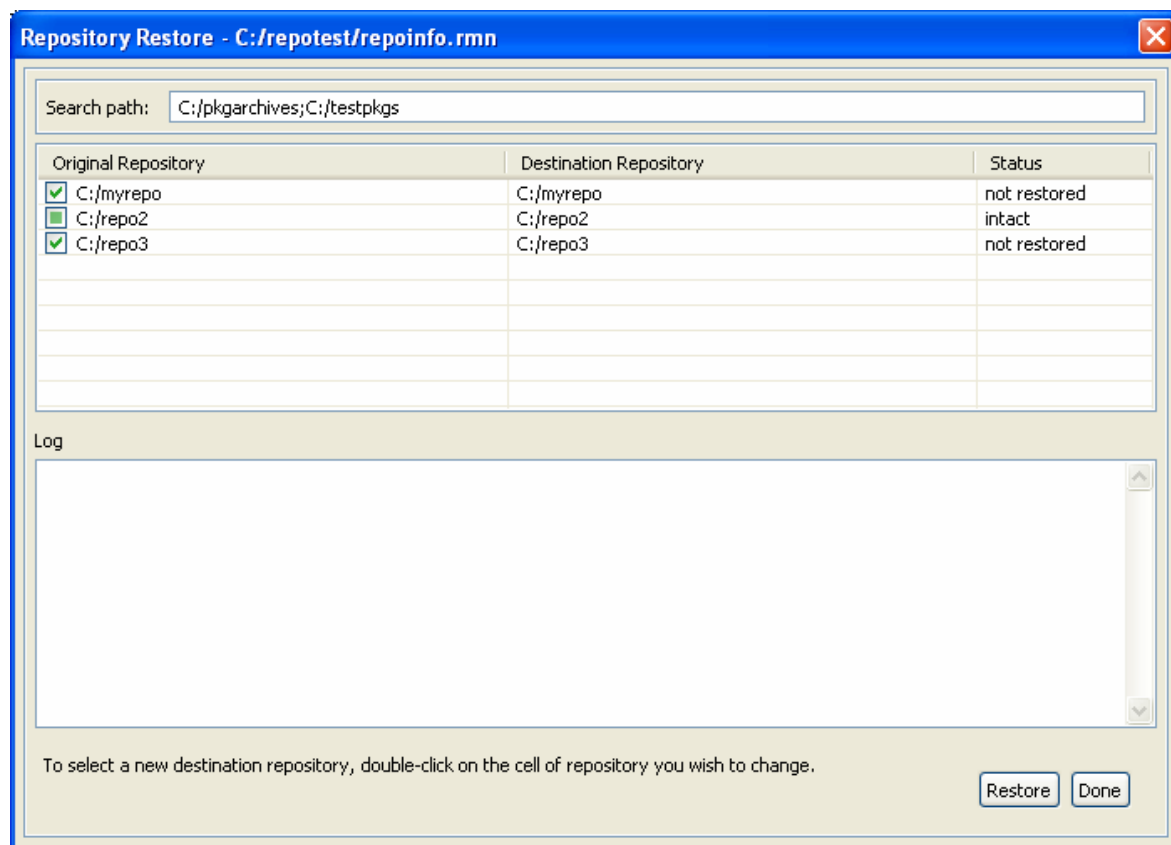 Repository Restore - C:/repotest/repoinfo.rmn
Search path: C:/pkgarchives;C:/testpkgs
Original Repository Destination Repository Status
C:/myrepo C:/myrepo not restored
C:/repo2 C:/repo2 intact
C:/repo3 C:/repo3 not restored
Log
To select a new destination repository, double-click on the cell of repository you wish to change.
Restore Done